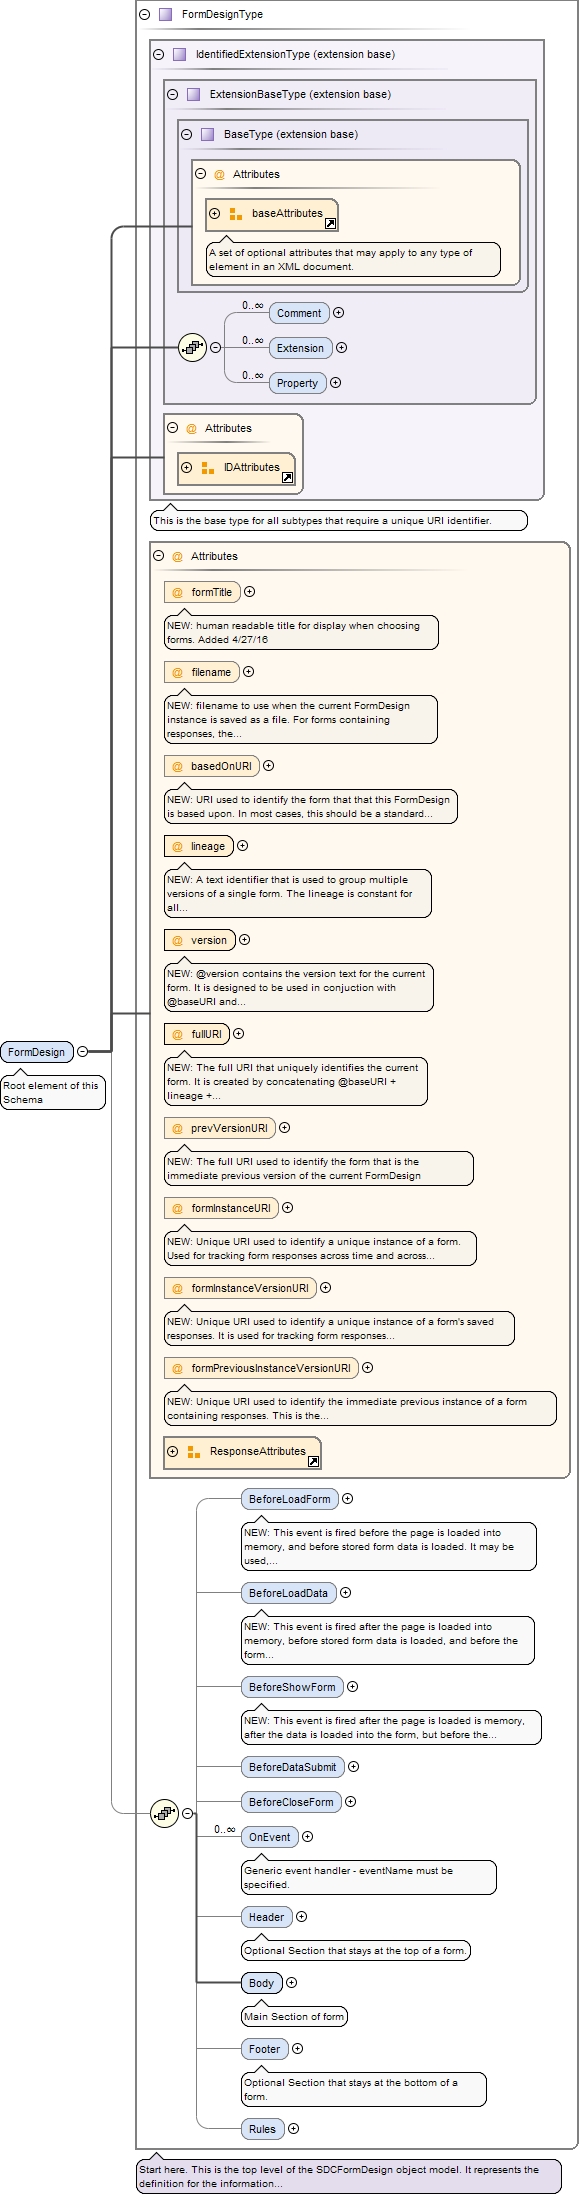 FormDesignType
IdentifiedExtensionType (extension base)
ExtensionBaseType (extension base)
BaseType (extension base)
@ Attributes
baseAttributes
A set of optional attributes that may apply to any type of
element in an XML document.
0..∞
Comment
0..∞
Extension
0..∞
Property
@ Attributes
IDAttributes
This is the base type for all subtypes that require a unique URI identifier.
@ Attributes
@ formTitle
NEW: human readable title for display when choosing
forms. Added 4/27/16
@ filename
NEW: filename to use when the current FormDesign
instance is saved as a file. For forms containing
responses, the...
@ basedOnURI
NEW: URI used to identify the form that that this FormDesign
is based upon. In most cases, this should be a standard...
@ lineage
NEW: A text identifier that is used to group multiple
versions of a single form. The lineage is constant for
all...
@ version
NEW: @version contains the version text for the current
form. It is designed to be used in conjuction with
@baseURI and...
@ fullURI
NEW: The full URI that uniquely identifies the current
form. It is created by concatenating @baseURI +
lineage +...
FormDesign
Root element of this
Schema
@ prevVersionURI
NEW: The full URI used to identify the form that is the
immediate previous version of the current FormDesign
@ formInstanceURI
NEW: Unique URI used to identify a unique instance of a form.
Used for tracking form responses across time and across...
@ formInstanceVersionURI
NEW: Unique URI used to identify a unique instance of a form's saved
responses. It is used for tracking form responses...
@ formPreviousInstanceVersionURI
NEW: Unique URI used to identify the immediate previous instance of a form
containing responses. This is the...
ResponseAttributes
BeforeLoadForm
NEW: This event is fired before the page is loaded into
memory, and before stored form data is loaded. It may be
used,...
BeforeLoadData
NEW: This event is fired after the page is loaded into
memory, before stored form data is loaded, and before the
form...
BeforeShowForm
NEW: This event is fired after the page is loaded is memory,
after the data is loaded into the form, but before the...
BeforeDataSubmit
BeforeCloseForm
0..∞
OnEvent
Generic event handler - eventName must be
specified.
Header
Optional Section that stays at the top of a form.
Body
Main Section of form
Footer
Optional Section that stays at the bottom of a
form.
Rules
Start here. This is the top level of the SDCFormDesign object model. It represents the
definition for the information...